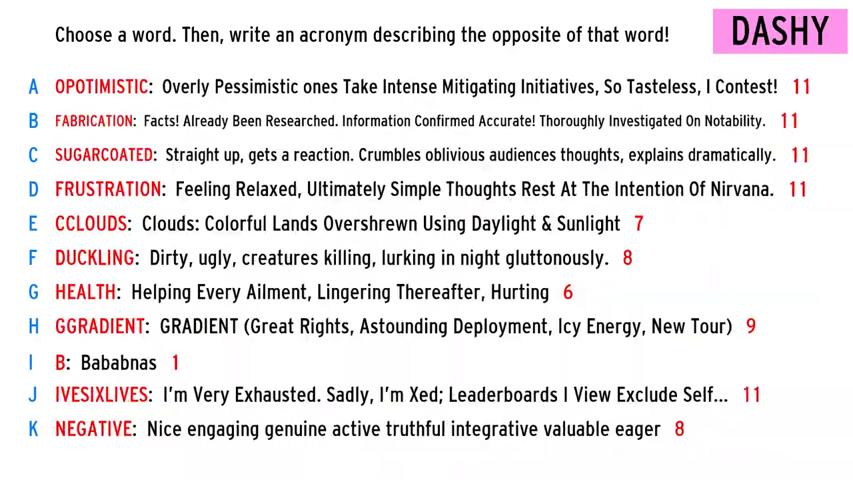 Choose a word. Then, write an acronym describing the opposite of that word!
DASHY
A OPOTIMISTIC: Overly Pessimistic ones Take Intense Mitigating Initiatives, So Tasteless, I Contest! 11
B FABRICATION: Facts! Already Been Researched. Information Confirmed Accurate! Thoroughly Investigated On Notability. 11
C SUGARCOATED: Straight up, gets a reaction. Crumbles oblivious audiences thoughts, explains dramatically. 11
D FRUSTRATION: Feeling Relaxed, Ultimately Simple Thoughts Rest At The Intention Of Nirvana. 11
E CCLOUDS: Clouds: Colorful Lands Overshrewn Using Daylight & Sunlight 7
F DUCKLING: Dirty, ugly, creatures killing, lurking in night gluttonously. 8
G HEALTH: Helping Every Ailment, Lingering Thereafter, Hurting 6
H GGRADIENT: GRADIENT (Great Rights, Astounding Deployment, Icy Energy, New Tour) 9
I B: Bababnas 1
J IVESIXLIVES: I'm Very Exhausted. Sadly, I'm Xed; Leaderboards I View Exclude Self... 11
K NEGATIVE: Nice engaging genuine active truthful integrative valuable eager 8